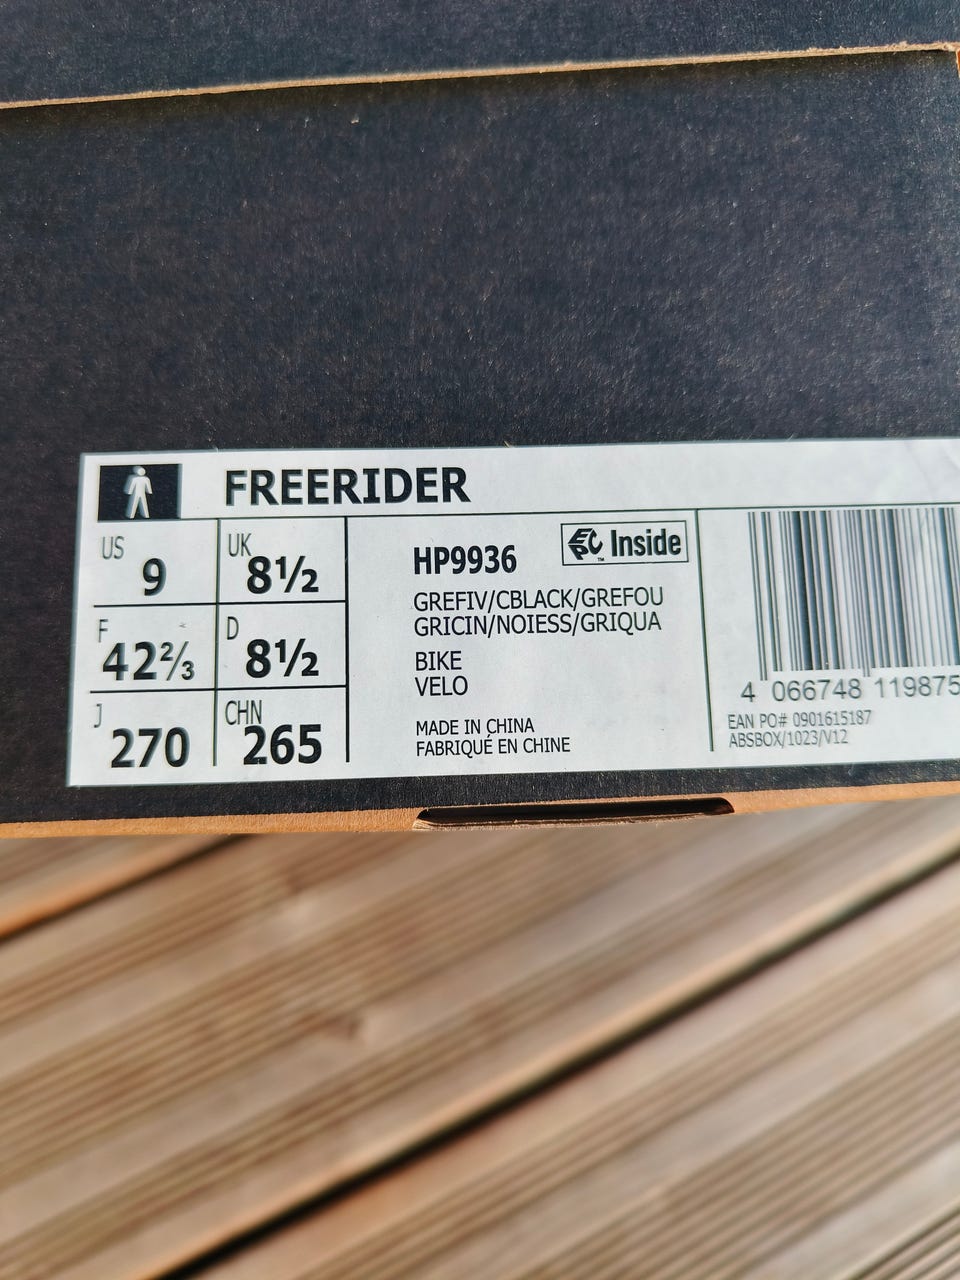 FREERIDER
US 9
UK 8½
F 42⅔
D 8½
J 270
CHN 265
HP9936
EPC Inside
™
GREFIV/CBLACK/GREFOU
GRICIN/NOIESS/GRIQUA
BIKE
VELO
MADE IN CHINA
FABRIQUÉ EN CHINE
4 066748 119875
EAN PO# 0901615187
ABSBOX/1023/V12